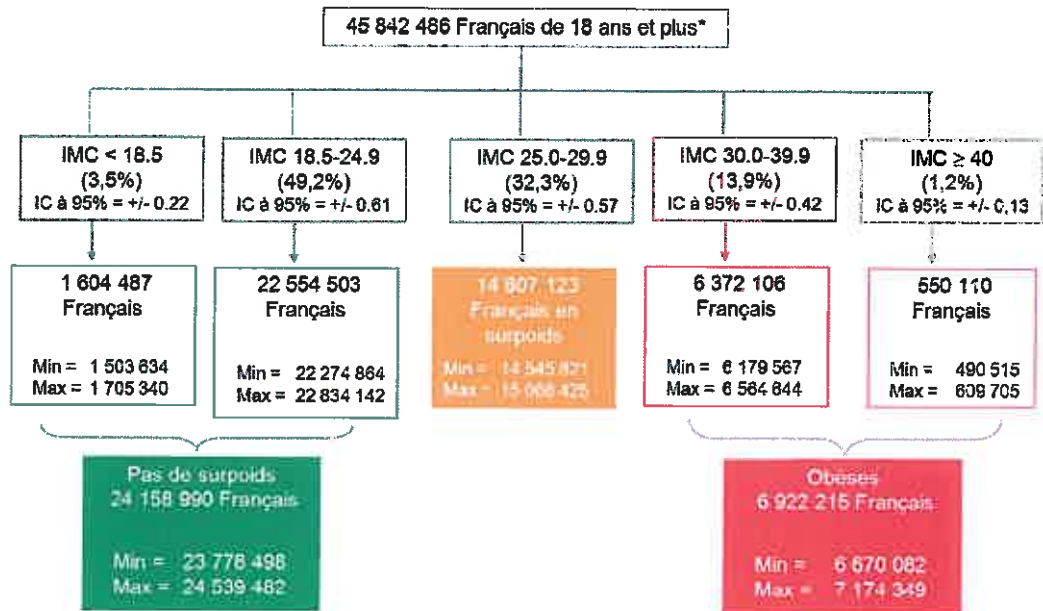 45 842 486 Français de 18 ans et plus*
IMC < 18.5
(3,5%)
IC à 95% = +/- 0.22
IMC 18.5-24.9
(49,2%)
IC à 95% = +/- 0.61
IMC 25.0-29.9
(32,3%)
IC à 95% = +/- 0.57
IMC 30.0-39.9
(13,9%)
IC à 95% = +/- 0.42
IMC ≥ 40
(1,2%)
IC à 95% = +/- 0.13
1 604 487
Français
Min = 1 503 634
Max = 1 705 340
22 554 503
Français
Min = 22 274 864
Max = 22 834 142
14 807 123
Français en
surpoids
Min = 14 545 821
Max = 15 068 425
6 372 106
Français
Min = 6 179 567
Max = 6 564 644
550 110
Français
Min = 490 515
Max = 609 705
Pas de surpoids
24 158 990 Français
Min = 23 778 498
Max = 24 539 482
Obèses
6 922 215 Français
Min = 6 670 082
Max = 7 174 349